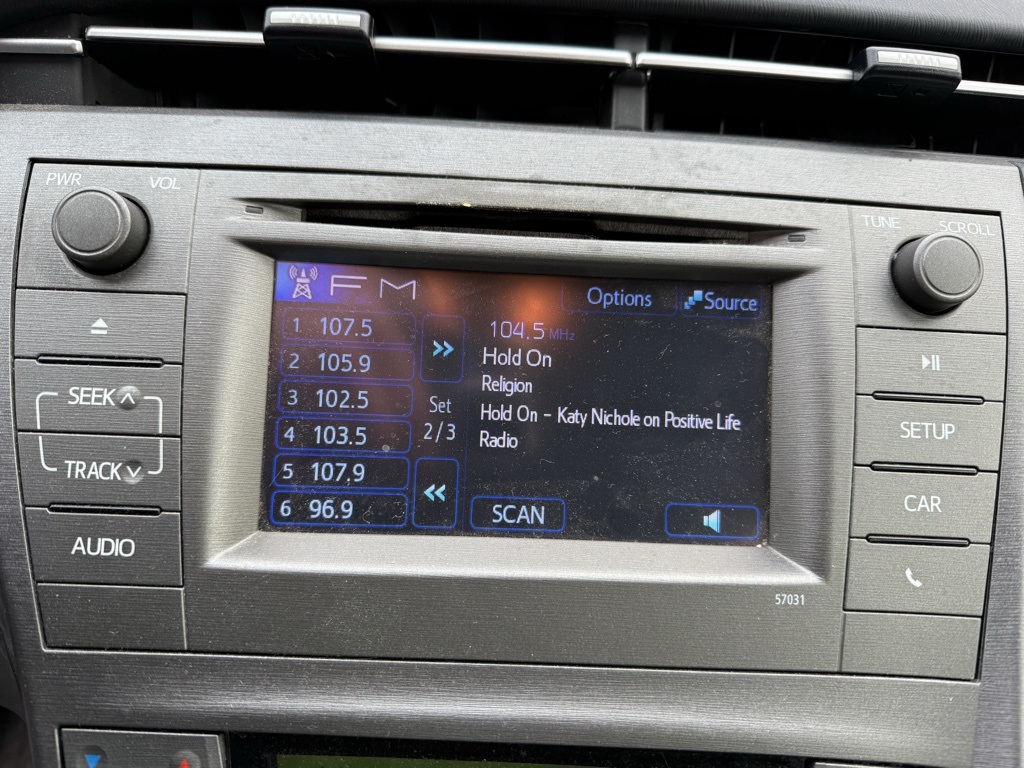 PWR VOL
TUNE SCROLL
FM
Options
Source
1 107.5
2 105.9
3 102.5
4 103.5
5 107.9
6 96.9
Set
2/3
104.5 MHz
Hold On
Religion
Hold On - Katy Nichole on Positive Life
Radio
SCAN
SEEK
TRACK
AUDIO
SETUP
CAR
57031